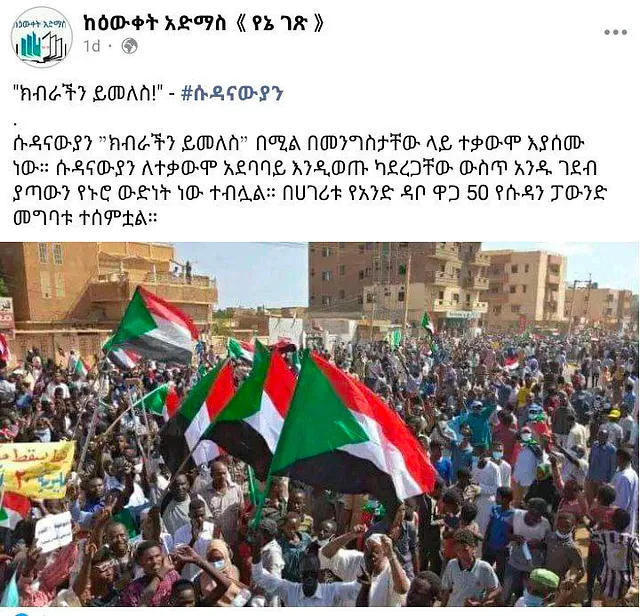 በዕውቀት አድማስ
ከዕውቀት አድማስ《 የኔ ገጽ 》
1d ·
"ክብራችን ይመለስ!" - #ሱዳናውያን
.
ሱዳናውያን ”ክብራችን ይመለስ” በሚል በመንግስታቸው ላይ ተቃውሞ እያሰሙ
ነው። ሱዳናውያን ለተቃውሞ አደባባይ እንዲወጡ ካደረጋቸው ውስጥ አንዱ ገደብ
ያጣውን የኑሮ ውድነት ነው ተብሏል። በሀገሪቱ የአንድ ዳቦ ዋጋ 50 የሱዳን ፓውንድ
መግባቱ ተሰምቷል።